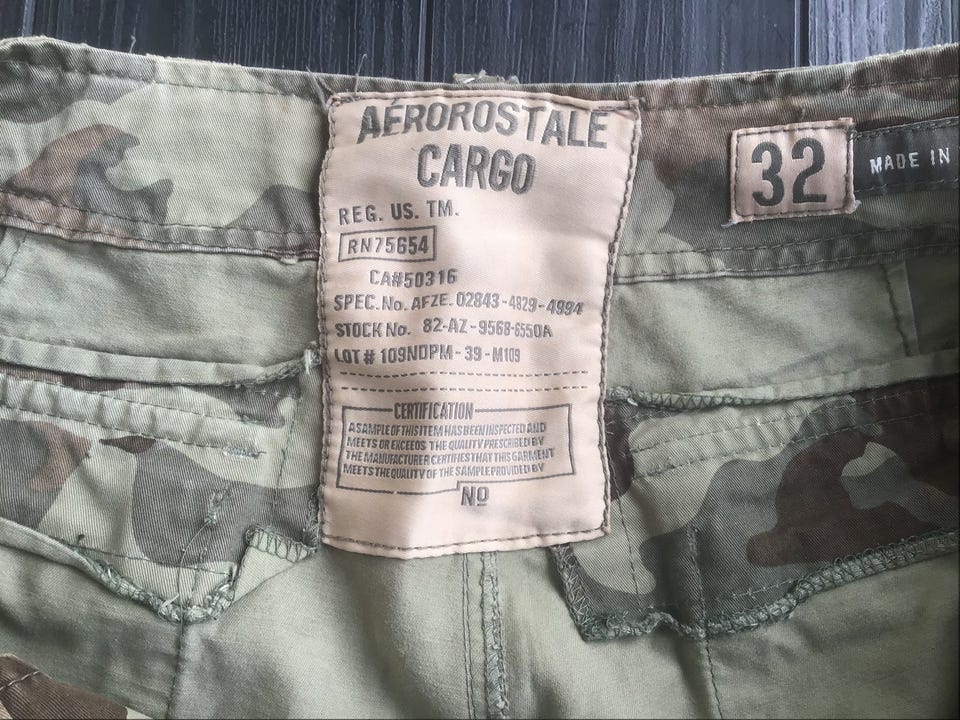 AÉROROSTALE
CARGO
REG. US. TM.
RN75654
CA#50316
SPEC. No. AFZE. 02843-4829-4994
STOCK No. 82-AZ-9568-6550A
LOT # 109NDPM-39-M109
CERTIFICATION
A SAMPLE OF THIS ITEM HAS BEEN INSPECTED AND
MEETS OR EXCEEDS THE QUALITY PRESCRIBED BY
THE MANUFACTURER CERTIFIES THAT THIS GARMENT
MEETS THE QUALITY OF THE SAMPLE PROVIDED BY
Nº
32
MADE IN